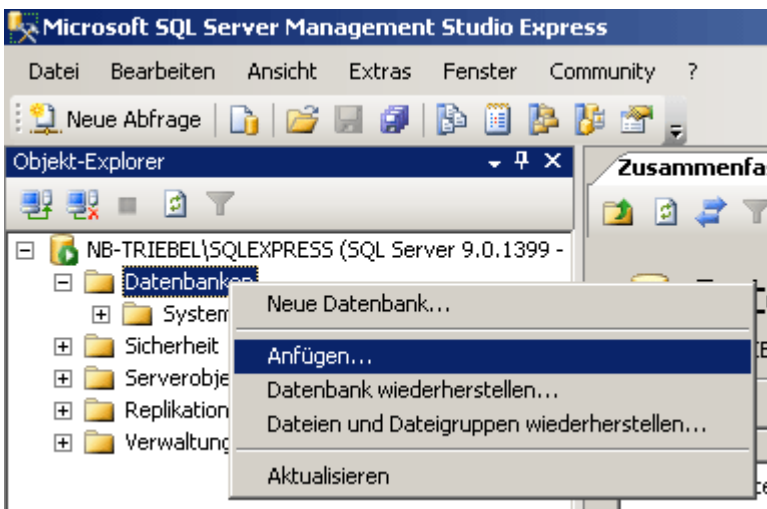 Microsoft SQL Server Management Studio Express
Datei Bearbeiten Ansicht Extras Fenster Community ?
Neue Abfrage
Objekt-Explorer
Zusammenfa
NB-TRIEBEL\SQLEXPRESS (SQL Server 9.0.1399 -
Datenbanken
System
Sicherheit
Serverobje
Replikation
Verwaltung
Neue Datenbank...
Anfügen...
Datenbank wiederherstellen...
Dateien und Dateigruppen wiederherstellen...
Aktualisieren